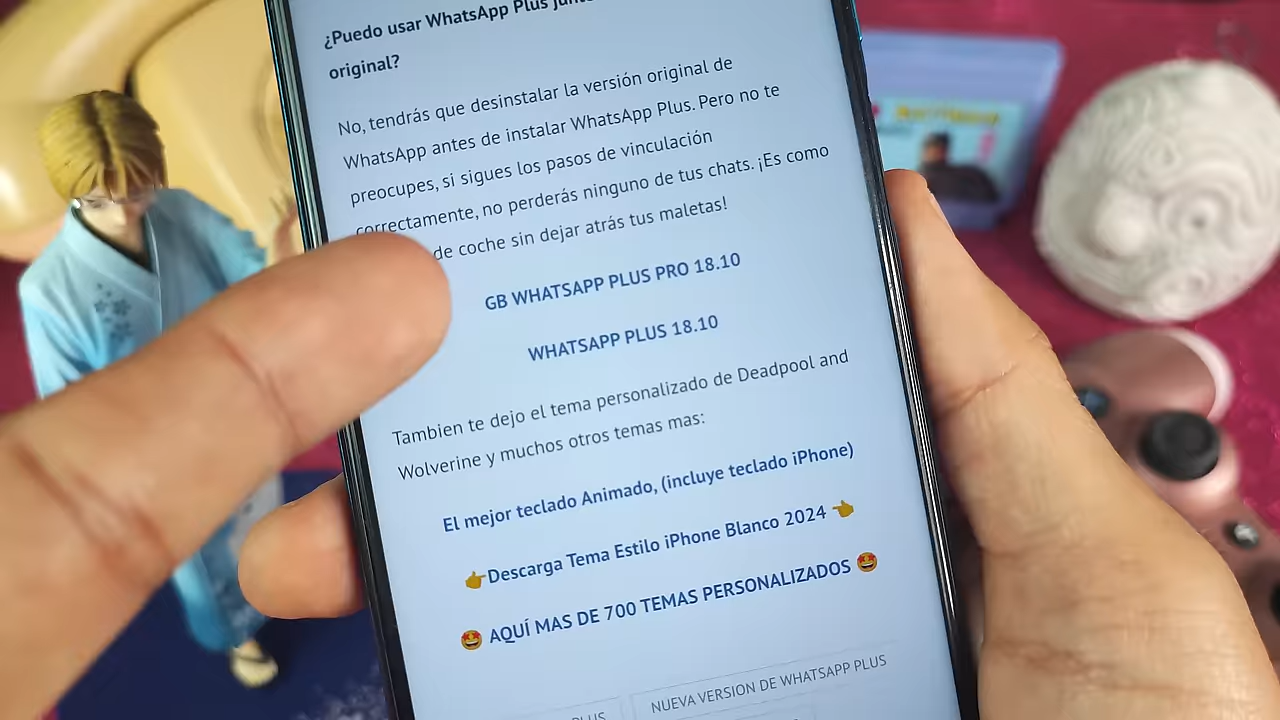 ¿Puedo usar WhatsApp Plus
original?
No, tendrás que desinstalar la versión original de
WhatsApp antes de instalar WhatsApp Plus. Pero no te
preocupes, si sigues los pasos de vinculación
correctamente, no perderás ninguno de tus chats. ¡Es como
de coche sin dejar atrás tus maletas!
GB WHATSAPP PLUS PRO 18.10
WHATSAPP PLUS 18.10
Tambien te dejo el tema personalizado de Deadpool and
Wolverine y muchos otros temas mas:
El mejor teclado Animado, (incluye teclado iPhone)
👉Descarga Tema Estilo iPhone Blanco 2024 👈
🤩 AQUÍ MAS DE 700 TEMAS PERSONALIZADOS 🤩
NUEVA VERSION DE WHATSAPP PLUS
PLUS